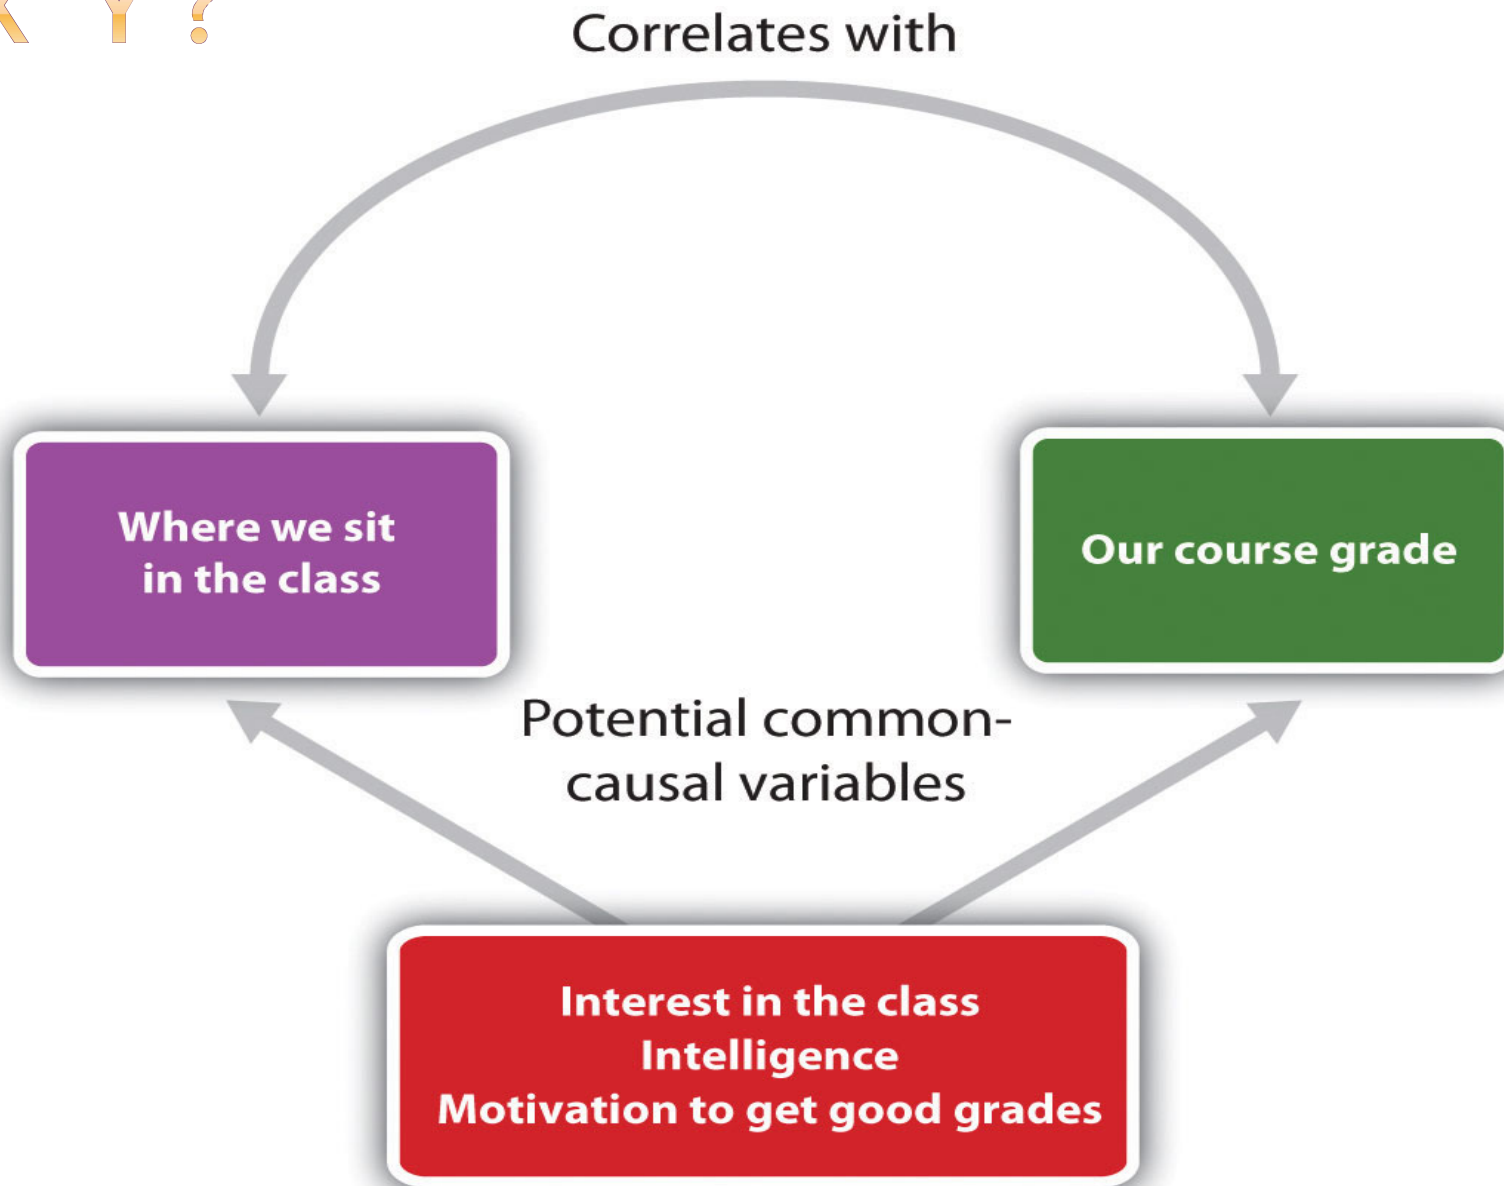 Y ?
Correlates with
Where we sit
in the class
Our course grade
Potential common-
causal variables
Interest in the class
Intelligence
Motivation to get good grades